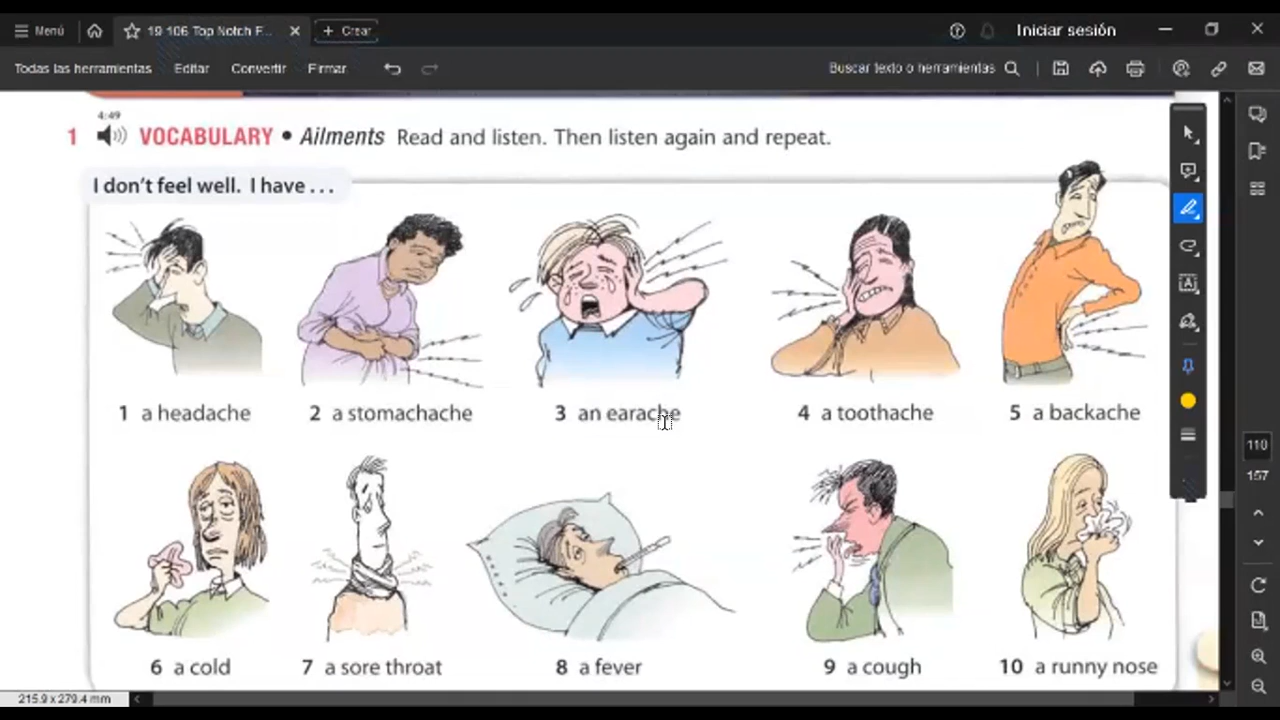 Menú
19 106 Top Notch F...
Crear
Iniciar sesión
Todas las herramientas
Editar
Convertir
Firmar
Buscar texto o herramientas
4:49
1 VOCABULARY • Ailments Read and listen. Then listen again and repeat.
I don't feel well. I have . . .
1 a headache
2 a stomachache
3 an earache
4 a toothache
5 a backache
6 a cold
7 a sore throat
8 a fever
9 a cough
10 a runny nose
110
157
215.9 x 279.4 mm